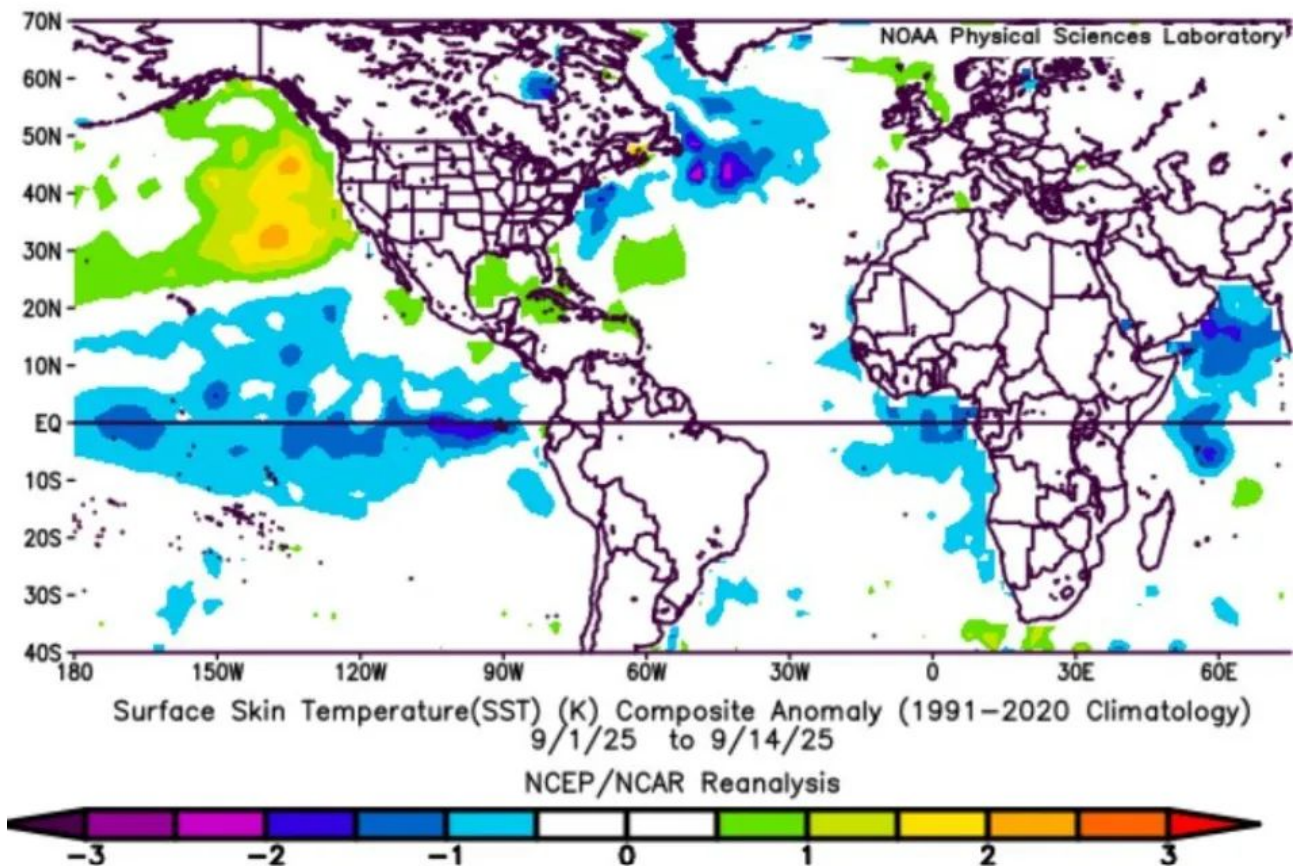 70N
NOAA Physical Sciences Laboratory
60N
50N
40N
30N
20N
10N
EQ
10S
20S
30S
40S
180 150W 120W 90W 60W 30W 0 30E 60E
Surface Skin Temperature(SST) (K) Composite Anomaly (1991-2020 Climatology)
9/1/25 to 9/14/25
NCEP/NCAR Reanalysis
-3 -2 -1 0 1 2 3